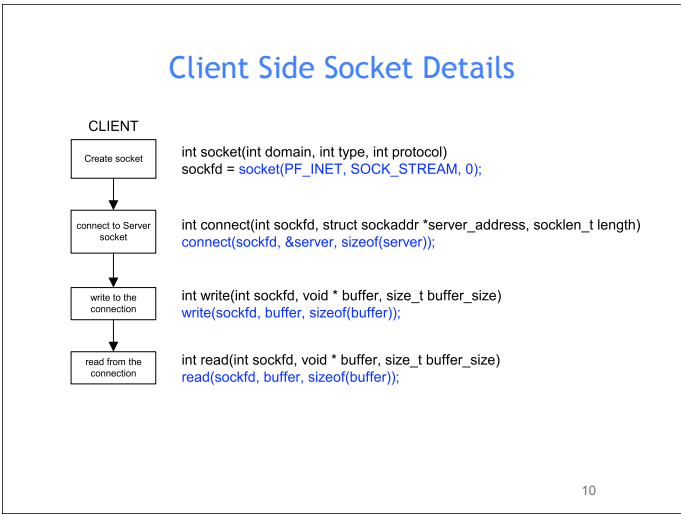 Client Side Socket Details
CLIENT
Create socket
int socket(int domain, int type, int protocol)
sockfd = socket(PF_INET, SOCK_STREAM, 0);
connect to Server
socket
int connect(int sockfd, struct sockaddr *server_address, socklen_t length)
connect(sockfd, &server, sizeof(server));
write to the
connection
int write(int sockfd, void * buffer, size_t buffer_size)
write(sockfd, buffer, sizeof(buffer));
read from the
connection
int read(int sockfd, void * buffer, size_t buffer_size)
read(sockfd, buffer, sizeof(buffer));
10